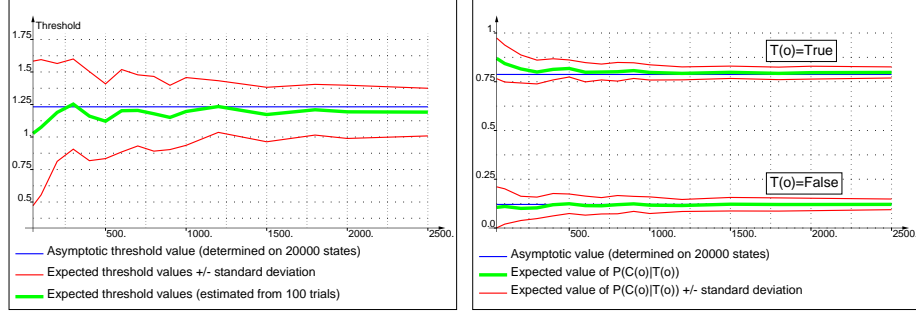 Threshold
1.75
1.5
1.25
1.
0.75
0.5
500.
1000.
1500.
2000.
2500.
Asymptotic threshold value (determined on 20000 states)
Expected threshold values +/- standard deviation
Expected threshold values (estimated from 100 trials)
1.
T(o)=True
0.75
0.5
0.25
T(o)=False
0.0
500.
1000.
1500.
2000.
2500.
Asymptotic value (determined on 20000 states)
Expected value of P(C(o)|T(o))
Expected value of P(C(o)|T(o)) +/- standard deviation